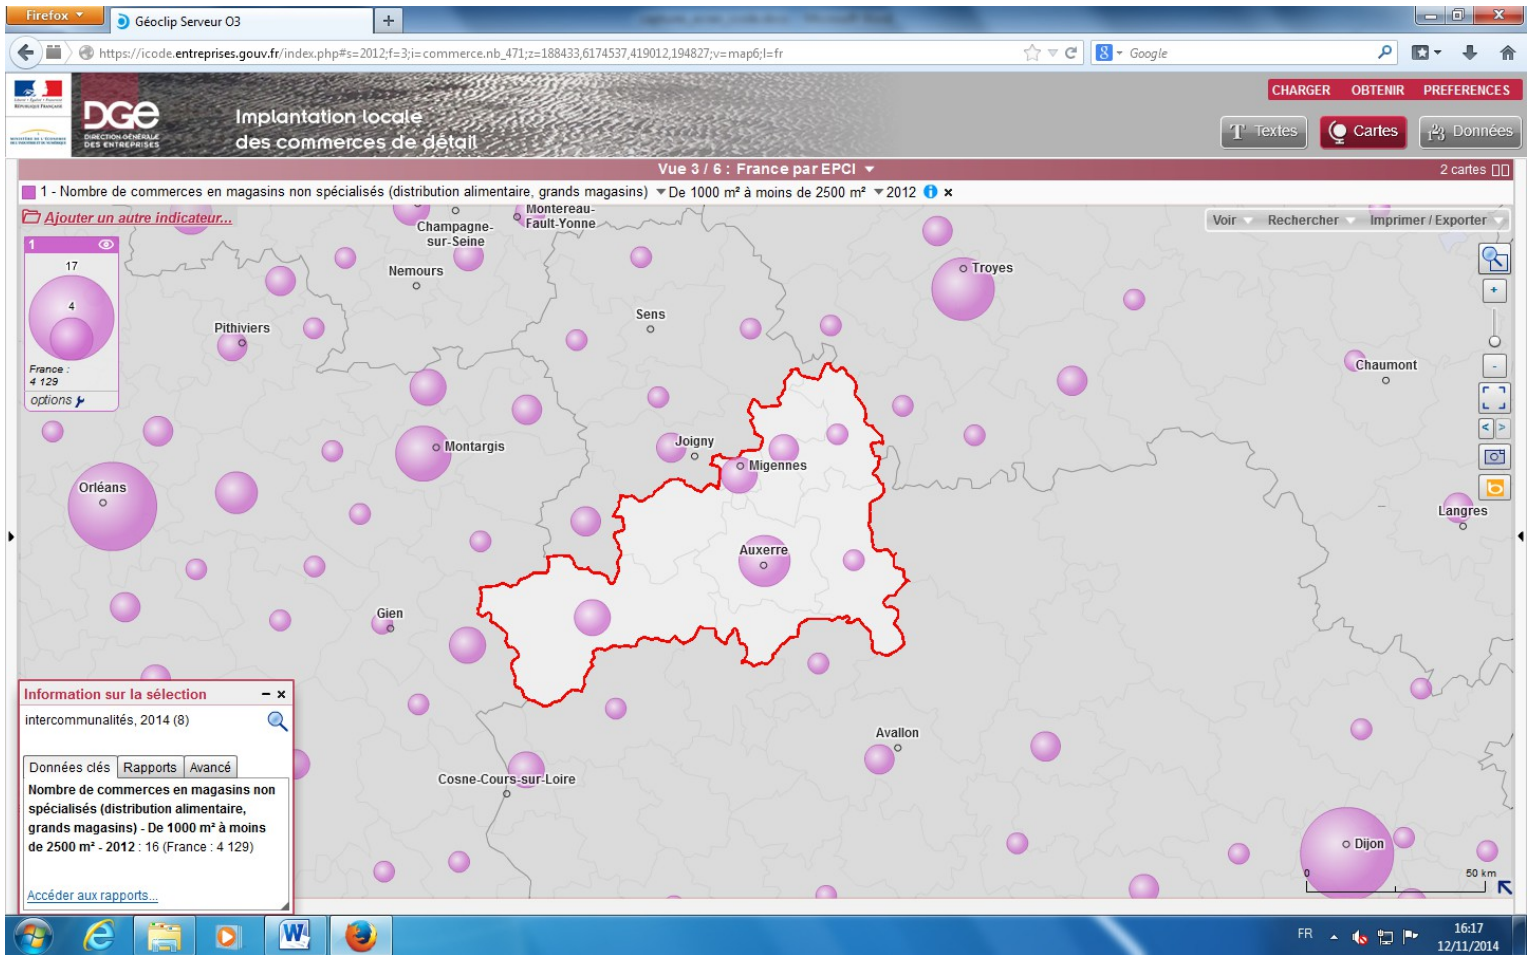 Firefox
Géoclip Serveur O3
+
https://icode.entreprises.gouv.fr/index.php#s=2012;f=3;i=commerce.nb_471;z=188433,6174537,419012,194827;v=map6;l=fr
Google
RÉPUBLIQUE FRANÇAISE
DGE
DIRECTION GÉNÉRALE
DES ENTREPRISES
Implantation locale
des commerces de détail
CHARGER OBTENIR PREFERENCES
Textes Cartes Données
Vue 3 / 6 : France par EPCI
2 cartes
1 - Nombre de commerces en magasins non spécialisés (distribution alimentaire, grands magasins) De 1000 m² à moins de 2500 m² 2012
Ajouter un autre indicateur...
Voir Rechercher Imprimer / Exporter
1
17
4
France :
4 129
options
Montereau-
Fault-Yonne
Champagne-
sur-Seine
Nemours
Troyes
Pithiviers
Sens
Chaumont
Montargis
Joigny
Migennes
Orléans
Langres
Auxerre
Gien
Avallon
Cosne-Cours-sur-Loire
Dijon
0
50 km
Information sur la sélection
intercommunalités, 2014 (8)
Données clés Rapports Avancé
Nombre de commerces en magasins non
spécialisés (distribution alimentaire,
grands magasins) - De 1000 m² à moins
de 2500 m² - 2012 : 16 (France : 4 129)
Accéder aux rapports...
FR
16:17
12/11/2014